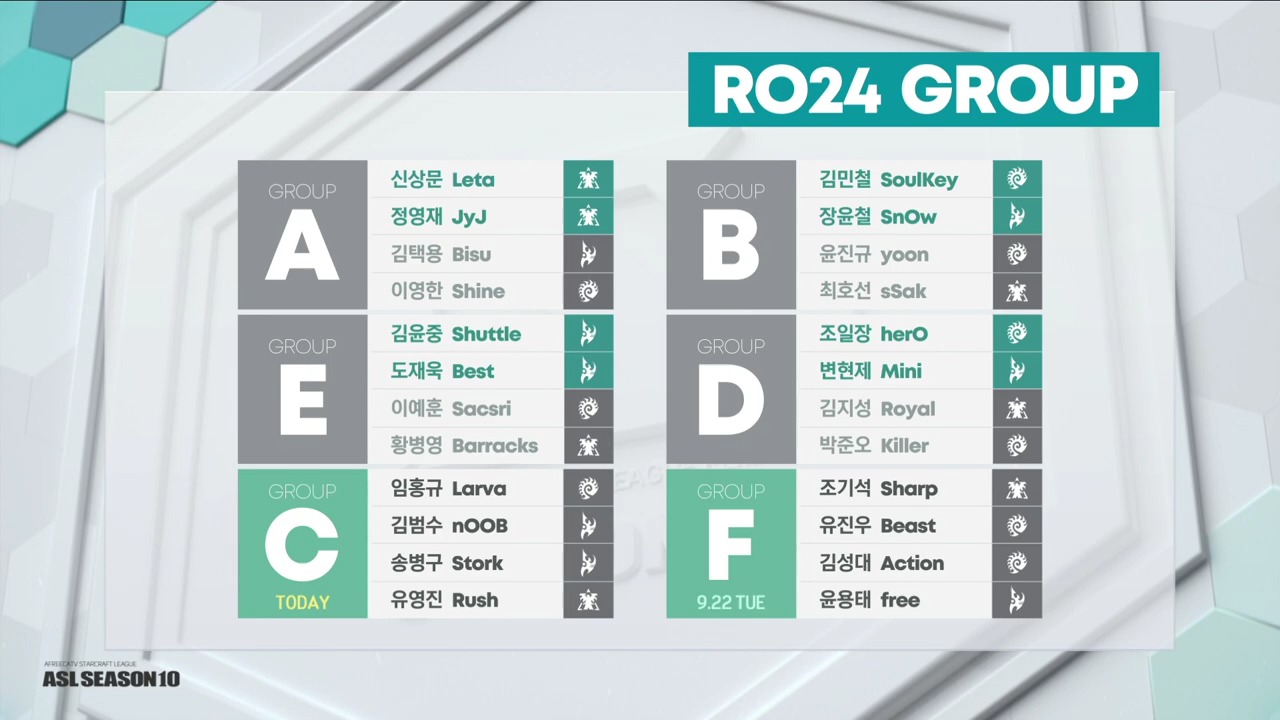 RO24 GROUP
GROUP
A
신상문 Leta
정영재 JyJ
김택용 Bisu
이영한 Shine
GROUP
B
김민철 SoulKey
장윤철 SnOw
윤진규 yoon
최호선 sSak
GROUP
E
김윤중 Shuttle
도재욱 Best
이예훈 Sacsri
황병영 Barracks
GROUP
D
조일장 herO
변현제 Mini
김지성 Royal
박준오 Killer
GROUP
C
TODAY
임홍규 Larva
김범수 nOOB
송병구 Stork
유영진 Rush
GROUP
F
9.22 TUE
조기석 Sharp
유진우 Beast
김성대 Action
윤용태 free
AFREECATV STARCRAFT LEAGUE
ASL SEASON 10